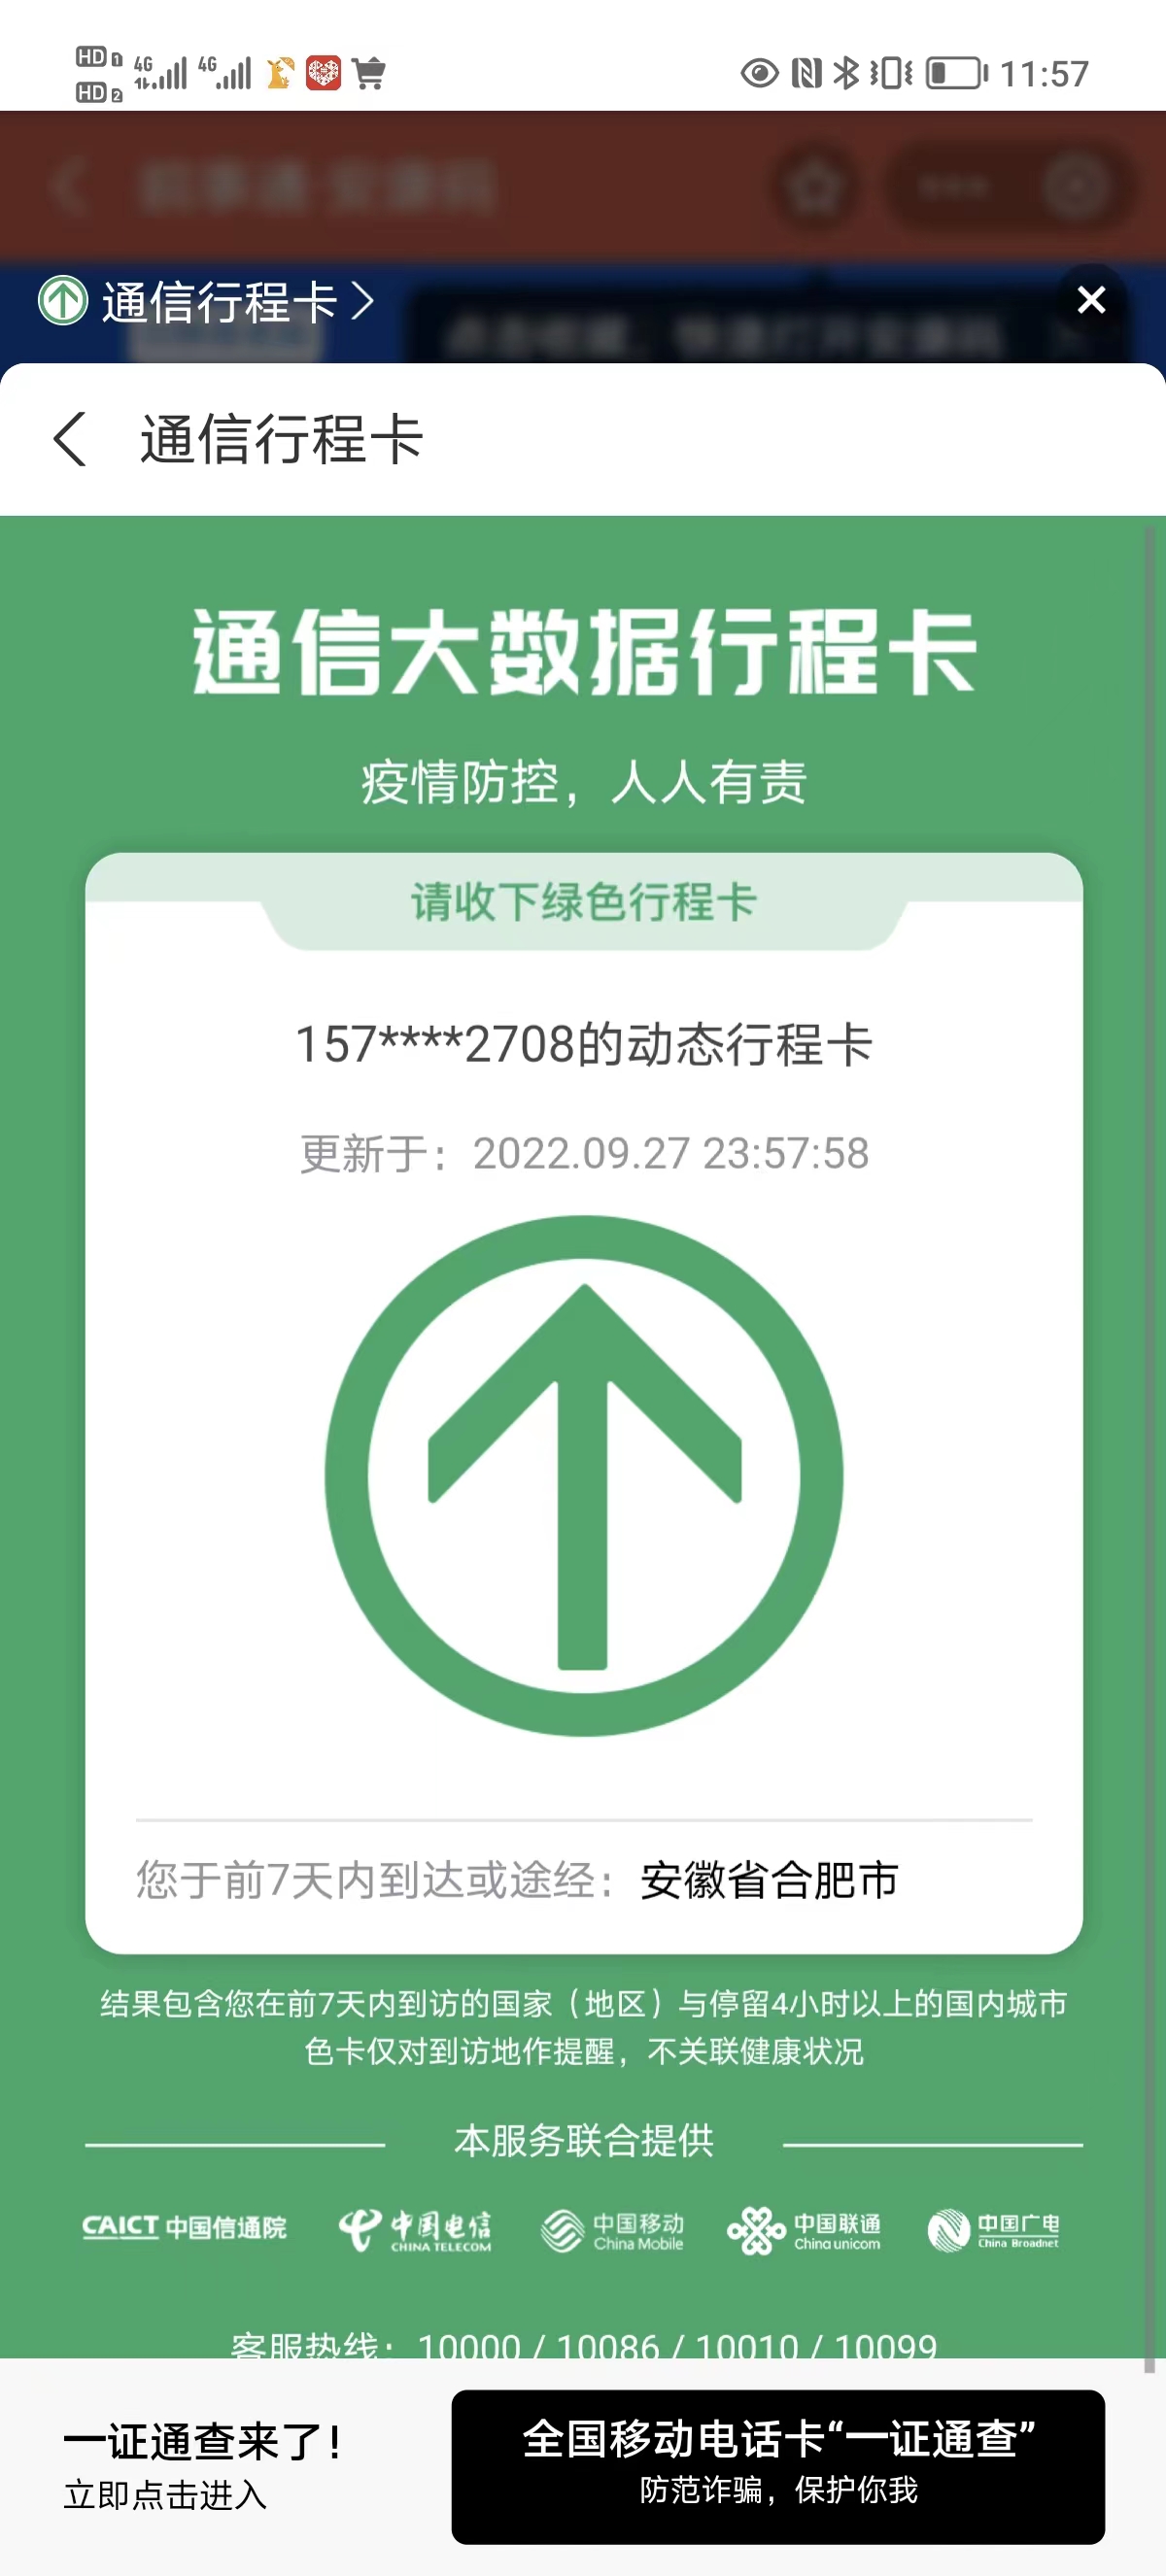 HD 1 4G 4G 11:57
HD 2
通信行程卡
通信行程卡
通信大数据行程卡
疫情防控，人人有责
请收下绿色行程卡
157****2708的动态行程卡
更新于：2022.09.27 23:57:58
您于前7天内到达或途经：安徽省合肥市
结果包含您在前7天内到访的国家（地区）与停留4小时以上的国内城市
色卡仅对到访地作提醒，不关联健康状况
本服务联合提供
CAICT 中国信通院 中国电信 CHINA TELECOM 中国移动 China Mobile 中国联通 China unicom 中国广电 China Broadnet
客服热线：10000 / 10086 / 10010 / 10099
一证通查来了！
立即点击进入
全国移动电话卡“一证通查”
防范诈骗，保护你我